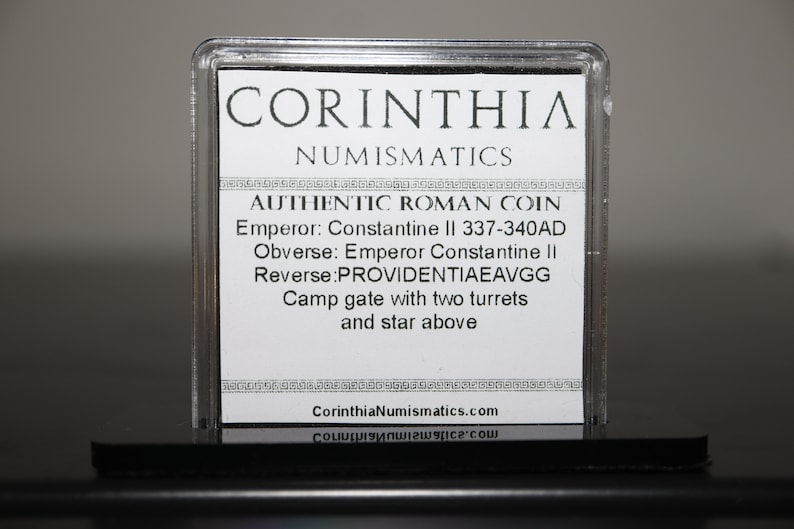 CORINTHIA
NUMISMATICS
AUTHENTIC ROMAN COIN
Emperor: Constantine II 337-340AD
Obverse: Emperor Constantine II
Reverse:PROVIDENTIAEAVGG
Camp gate with two turrets
and star above
CorinthiaNumismatics.com